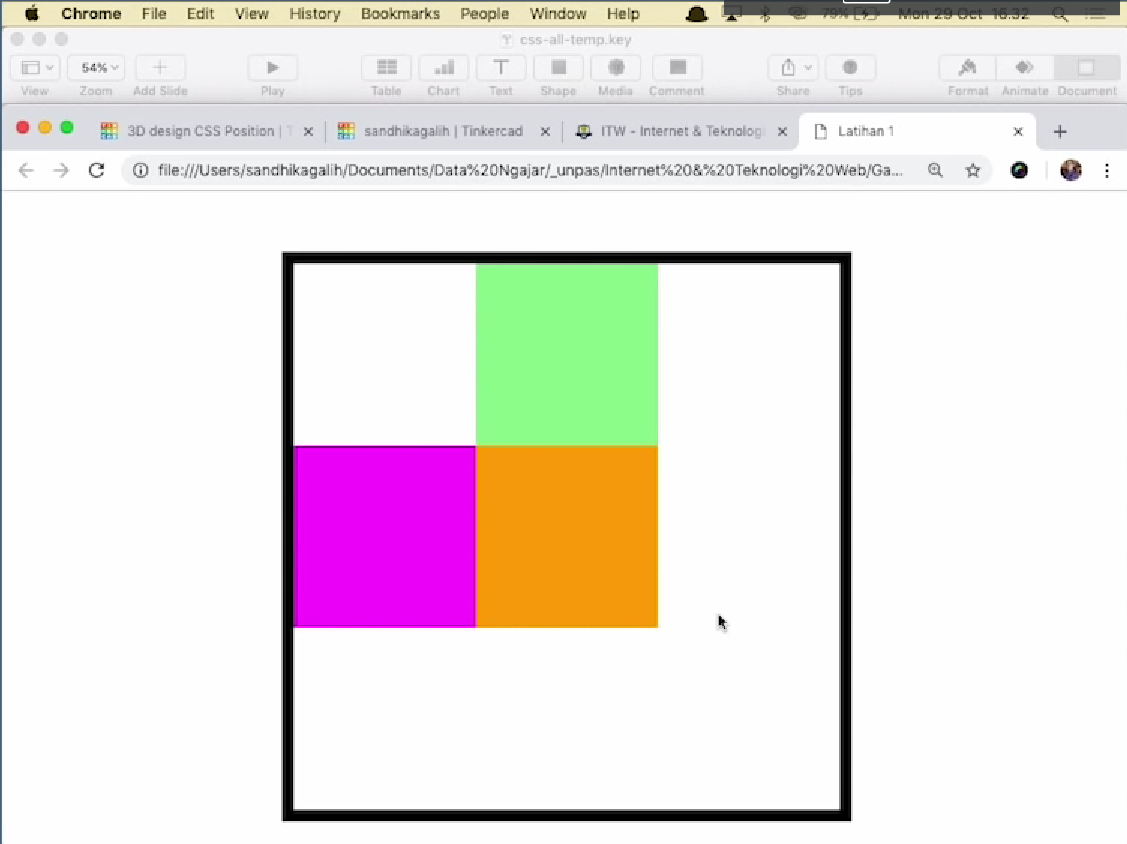 Chrome File Edit View History Bookmarks People Window Help 79% Mon 29 Oct 16.32
css-all-temp.key
54%
View Zoom Add Slide Play Table Chart Text Shape Media Comment Share Tips Format Animate Document
3D design CSS Position | T sandhikagalih | Tinkercad ITW - Internet & Teknologi Latihan 1
file:///Users/sandhikagalih/Documents/Data%20Ngajar/_unpas/Internet%20&%20Teknologi%20Web/Ga...